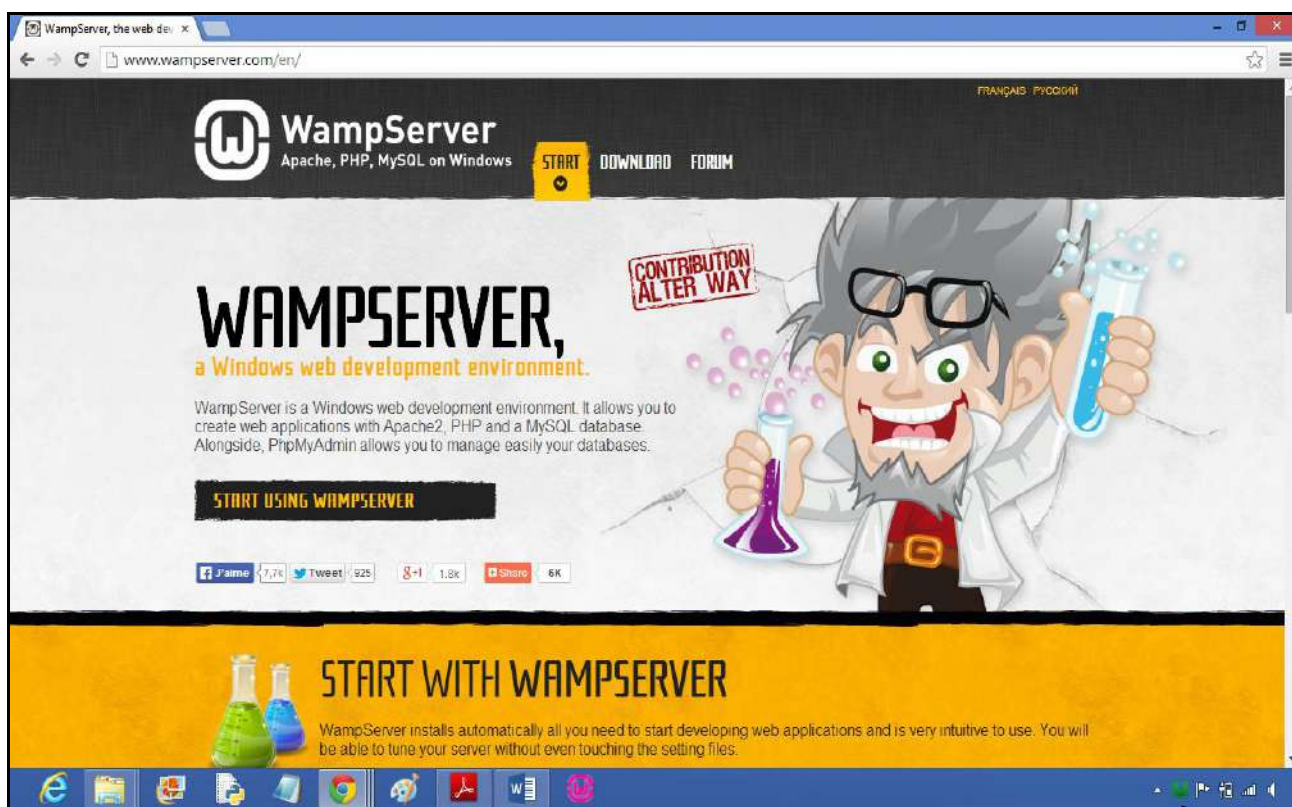 WampServer, the web dev
www.wampserver.com/en/
FRANÇAIS РУССКИЙ
WampServer
Apache, PHP, MySQL on Windows
START DOWNLOAD FORUM
CONTRIBUTION
ALTER WAY
WAMPSERVER,
a Windows web development environment.
WampServer is a Windows web development environment. It allows you to
create web applications with Apache2, PHP and a MySQL database.
Alongside, PhpMyAdmin allows you to manage easily your databases.
START USING WAMPSERVER
J'aime 7,7k Tweet 925 g+1 1.8k Share 6K
START WITH WAMPSERVER
WampServer installs automatically all you need to start developing web applications and is very intuitive to use. You will
be able to tune your server without even touching the setting files.